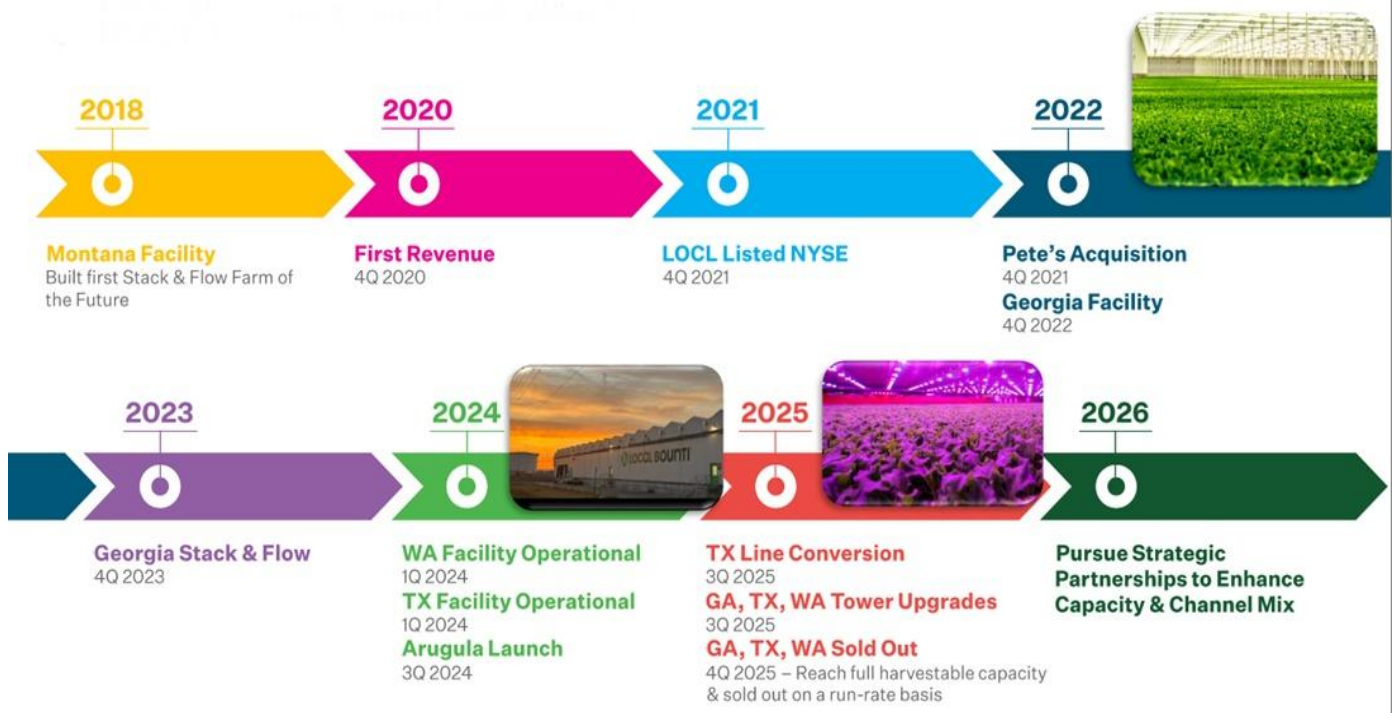 2018
2020
2021
2022
Montana Facility
Built first Stack & Flow Farm of
the Future
First Revenue
4Q 2020
LOCL Listed NYSE
4Q 2021
Pete's Acquisition
4Q 2021
Georgia Facility
4Q 2022
2023
2024
2025
2026
LOCAL BOUNTI
Georgia Stack & Flow
4Q 2023
WA Facility Operational
1Q 2024
TX Facility Operational
1Q 2024
Arugula Launch
3Q 2024
TX Line Conversion
3Q 2025
GA, TX, WA Tower Upgrades
3Q 2025
GA, TX, WA Sold Out
4Q 2025 – Reach full harvestable capacity
& sold out on a run-rate basis
Pursue Strategic
Partnerships to Enhance
Capacity & Channel Mix